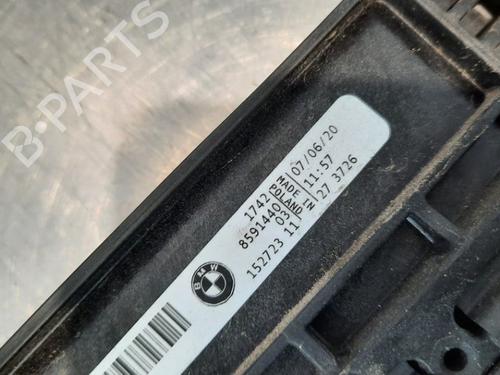 1742 MADE IN 07/06/20
8591440 POLAND 11:57
03
152723 11 27 3726
BMW
B-PARTS